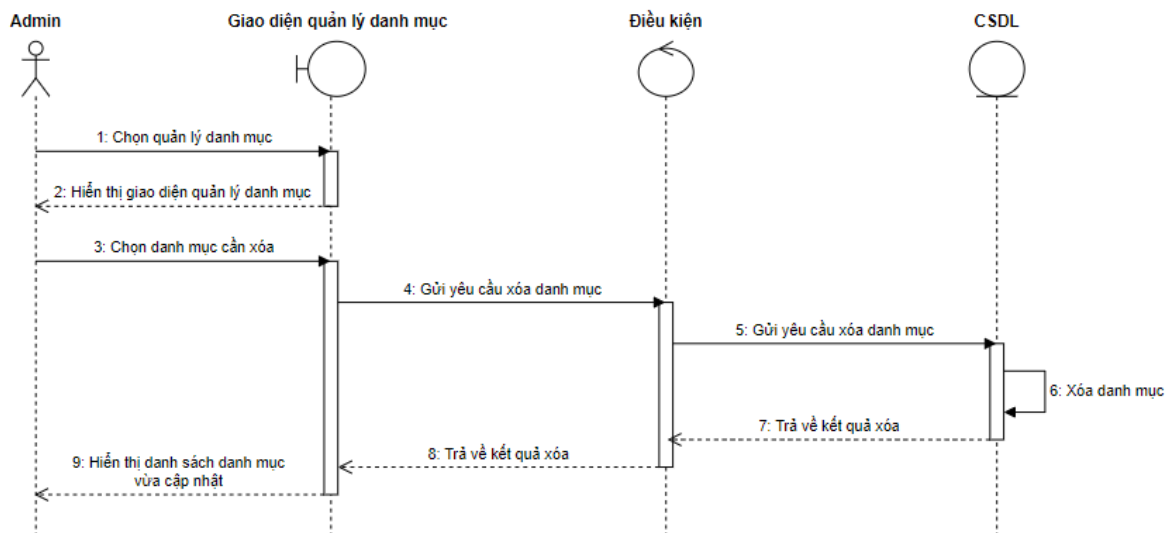 Admin
Giao diện quản lý danh mục
Điều kiện
CSDL
1: Chọn quản lý danh mục
2: Hiển thị giao diện quản lý danh mục
3: Chọn danh mục cần xóa
4: Gửi yêu cầu xóa danh mục
5: Gửi yêu cầu xóa danh mục
6: Xóa danh mục
7: Trả về kết quả xóa
8: Trả về kết quả xóa
9: Hiển thị danh sách danh mục
vừa cập nhật